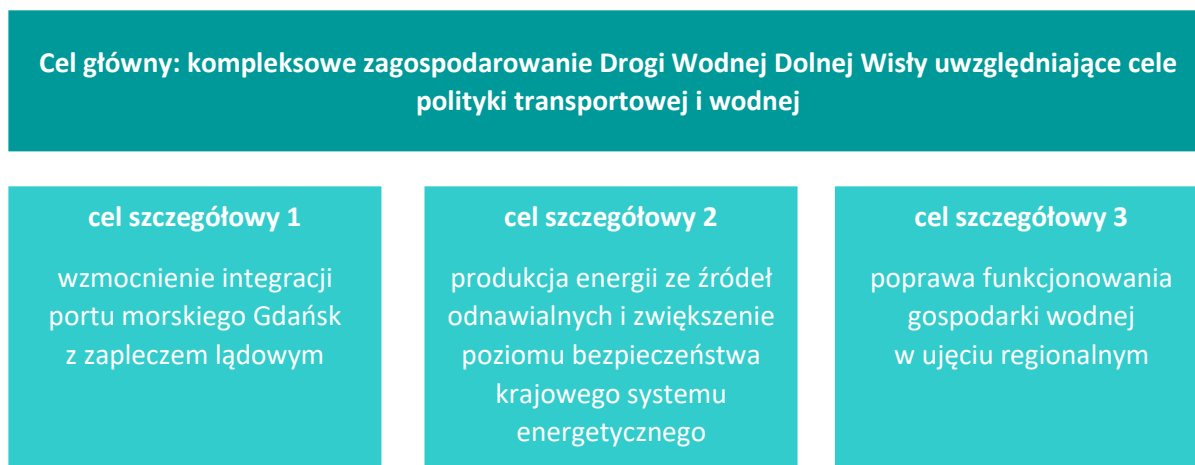 Cel główny: kompleksowe zagospodarowanie Drogi Wodnej Dolnej Wisły uwzględniające cele
polityki transportowej i wodnej
cel szczegółowy 1
wzmocnienie integracji
portu morskiego Gdańsk
z zapleczem lądowym
cel szczegółowy 2
produkcja energii ze źródeł
odnawialnych i zwiększenie
poziomu bezpieczeństwa
krajowego systemu
energetycznego
cel szczegółowy 3
poprawa funkcjonowania
gospodarki wodnej
w ujęciu regionalnym